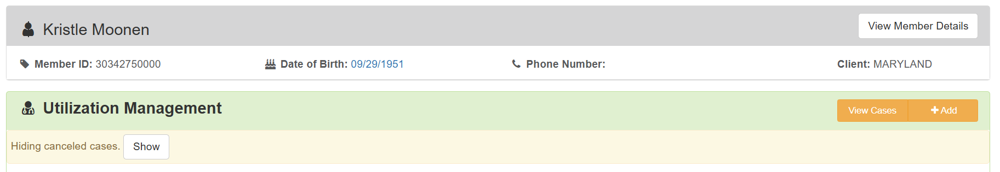 Kristle Moonen
View Member Details
Member ID: 30342750000
Date of Birth: 09/29/1951
Phone Number:
Client: MARYLAND
Utilization Management
View Cases
Add
Hiding canceled cases. Show